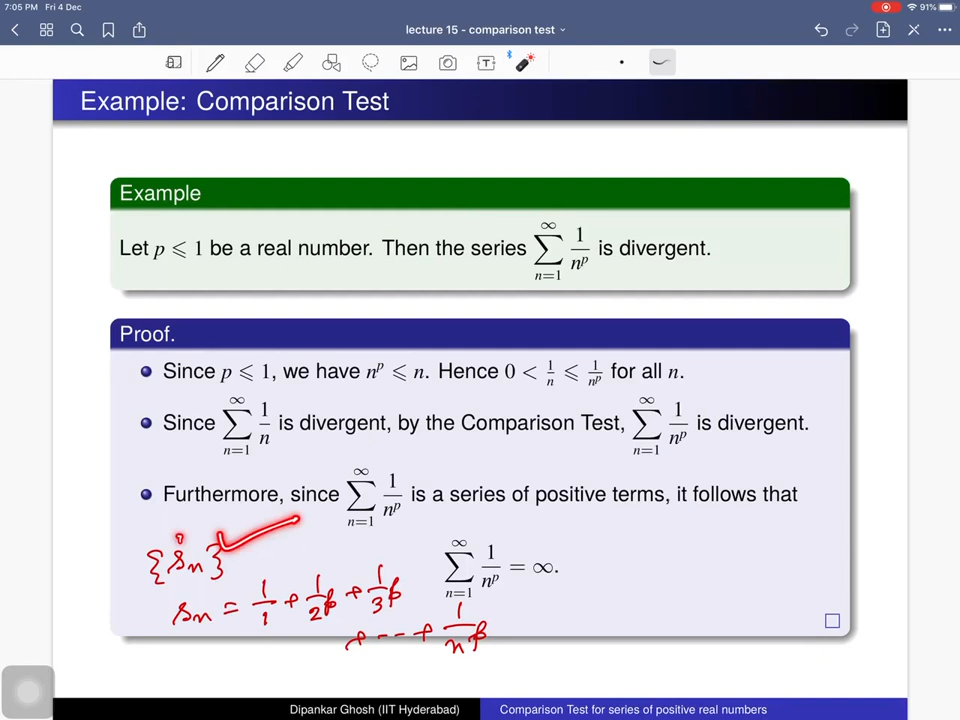 7:05 PM Fri 4 Dec
91%
lecture 15 - comparison test
Example: Comparison Test
Example
Let p ⩽ 1 be a real number. Then the series ∑_{n=1}^{∞} 1/n^p is divergent.
Proof.
Since p ⩽ 1, we have n^p ⩽ n. Hence 0 < 1/n ⩽ 1/n^p for all n.
Since ∑_{n=1}^{∞} 1/n is divergent, by the Comparison Test, ∑_{n=1}^{∞} 1/n^p is divergent.
Furthermore, since ∑_{n=1}^{∞} 1/n^p is a series of positive terms, it follows that
∑_{n=1}^{∞} 1/n^p = ∞.
{s_n}
s_n = 1/1 + 1/2^p + 1/3^p
+ -- + 1/n^p
Dipankar Ghosh (IIT Hyderabad)
Comparison Test for series of positive real numbers